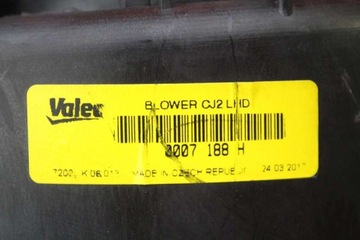 Valeo
BLOWER CJ2 LHD
0007 188 H
MADE IN CZECH REPUBLIC 24.03.2017